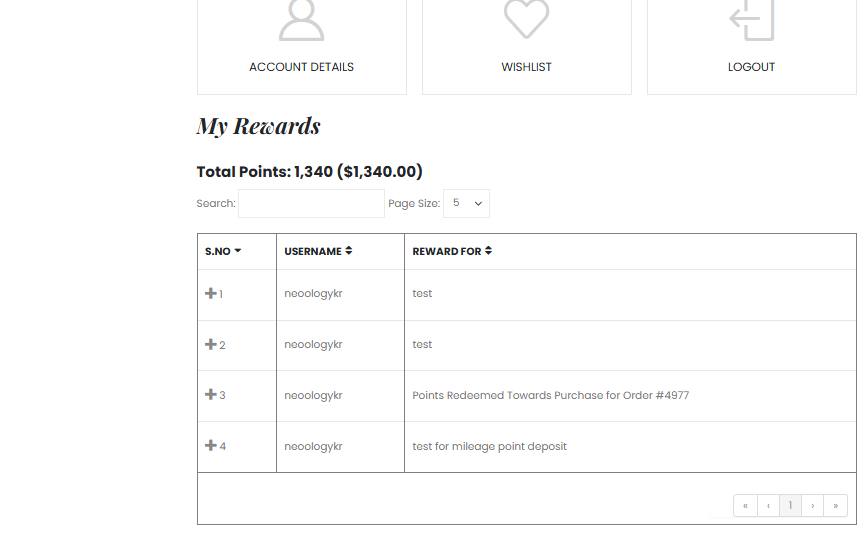 ACCOUNT DETAILS WISHLIST LOGOUT
My Rewards
Total Points: 1,340 ($1,340.00)
Search: Page Size: 5
S.NO USERNAME REWARD FOR
1 neoologykr test
2 neoologykr test
3 neoologykr Points Redeemed Towards Purchase for Order #4977
4 neoologykr test for mileage point deposit
« ‹ 1 › »